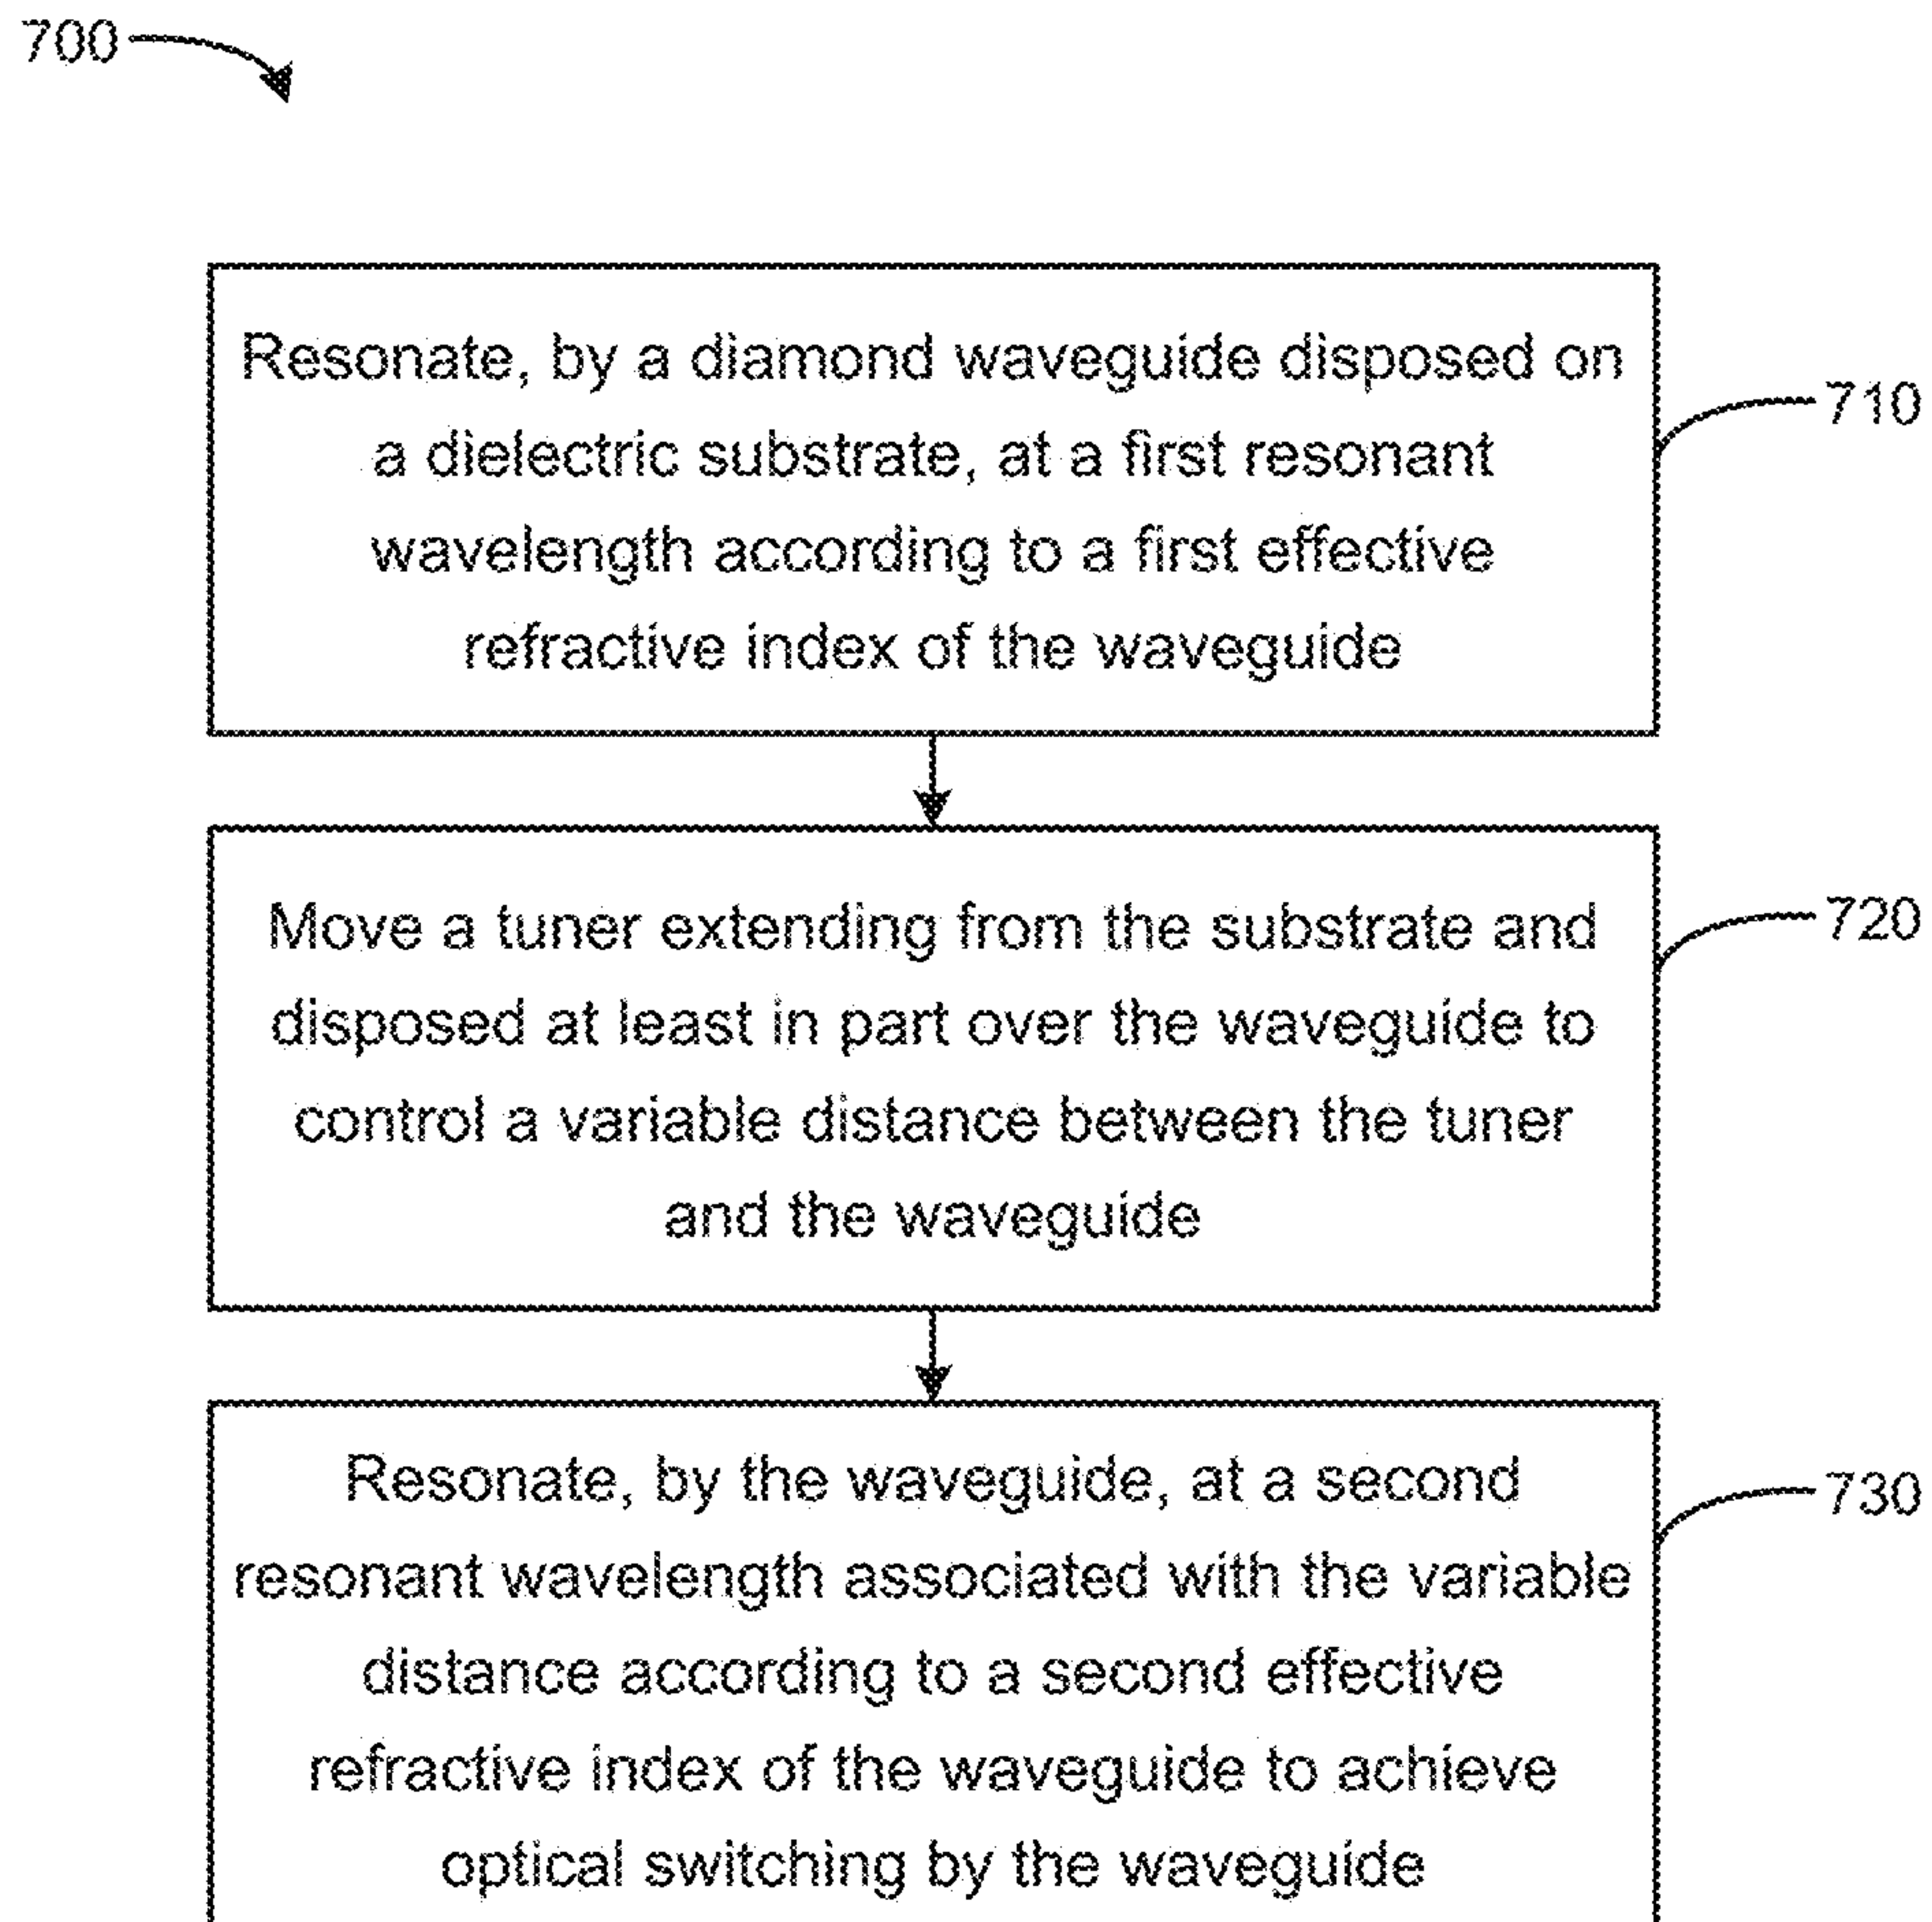 700
Resonate, by a diamond waveguide disposed on
a dielectric substrate, at a first resonant
wavelength according to a first effective
refractive index of the waveguide
710
Move a tuner extending from the substrate and
disposed at least in part over the waveguide to
control a variable distance between the tuner
and the waveguide
720
Resonate, by the waveguide, at a second
resonant wavelength associated with the variable
distance according to a second effective
refractive index of the waveguide to achieve
optical switching by the waveguide
730